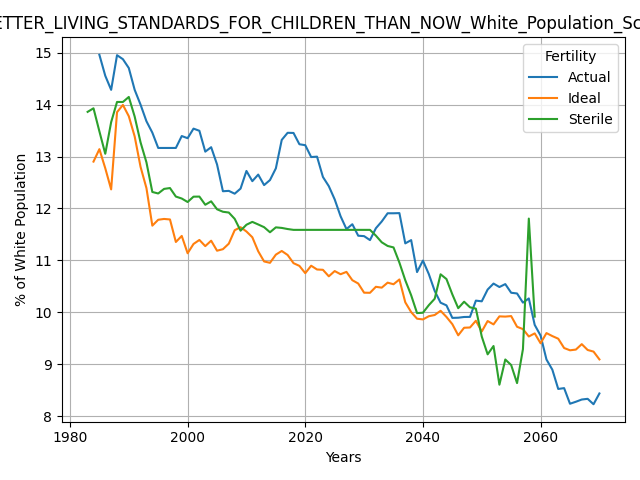 ETTER_LIVING_STANDARDS_FOR_CHILDREN_THAN_NOW_White_Population_Sc
15
14
13
12
11
10
9
8
% of White Population
1980
2000
2020
2040
2060
Years
Fertility
Actual
Ideal
Sterile